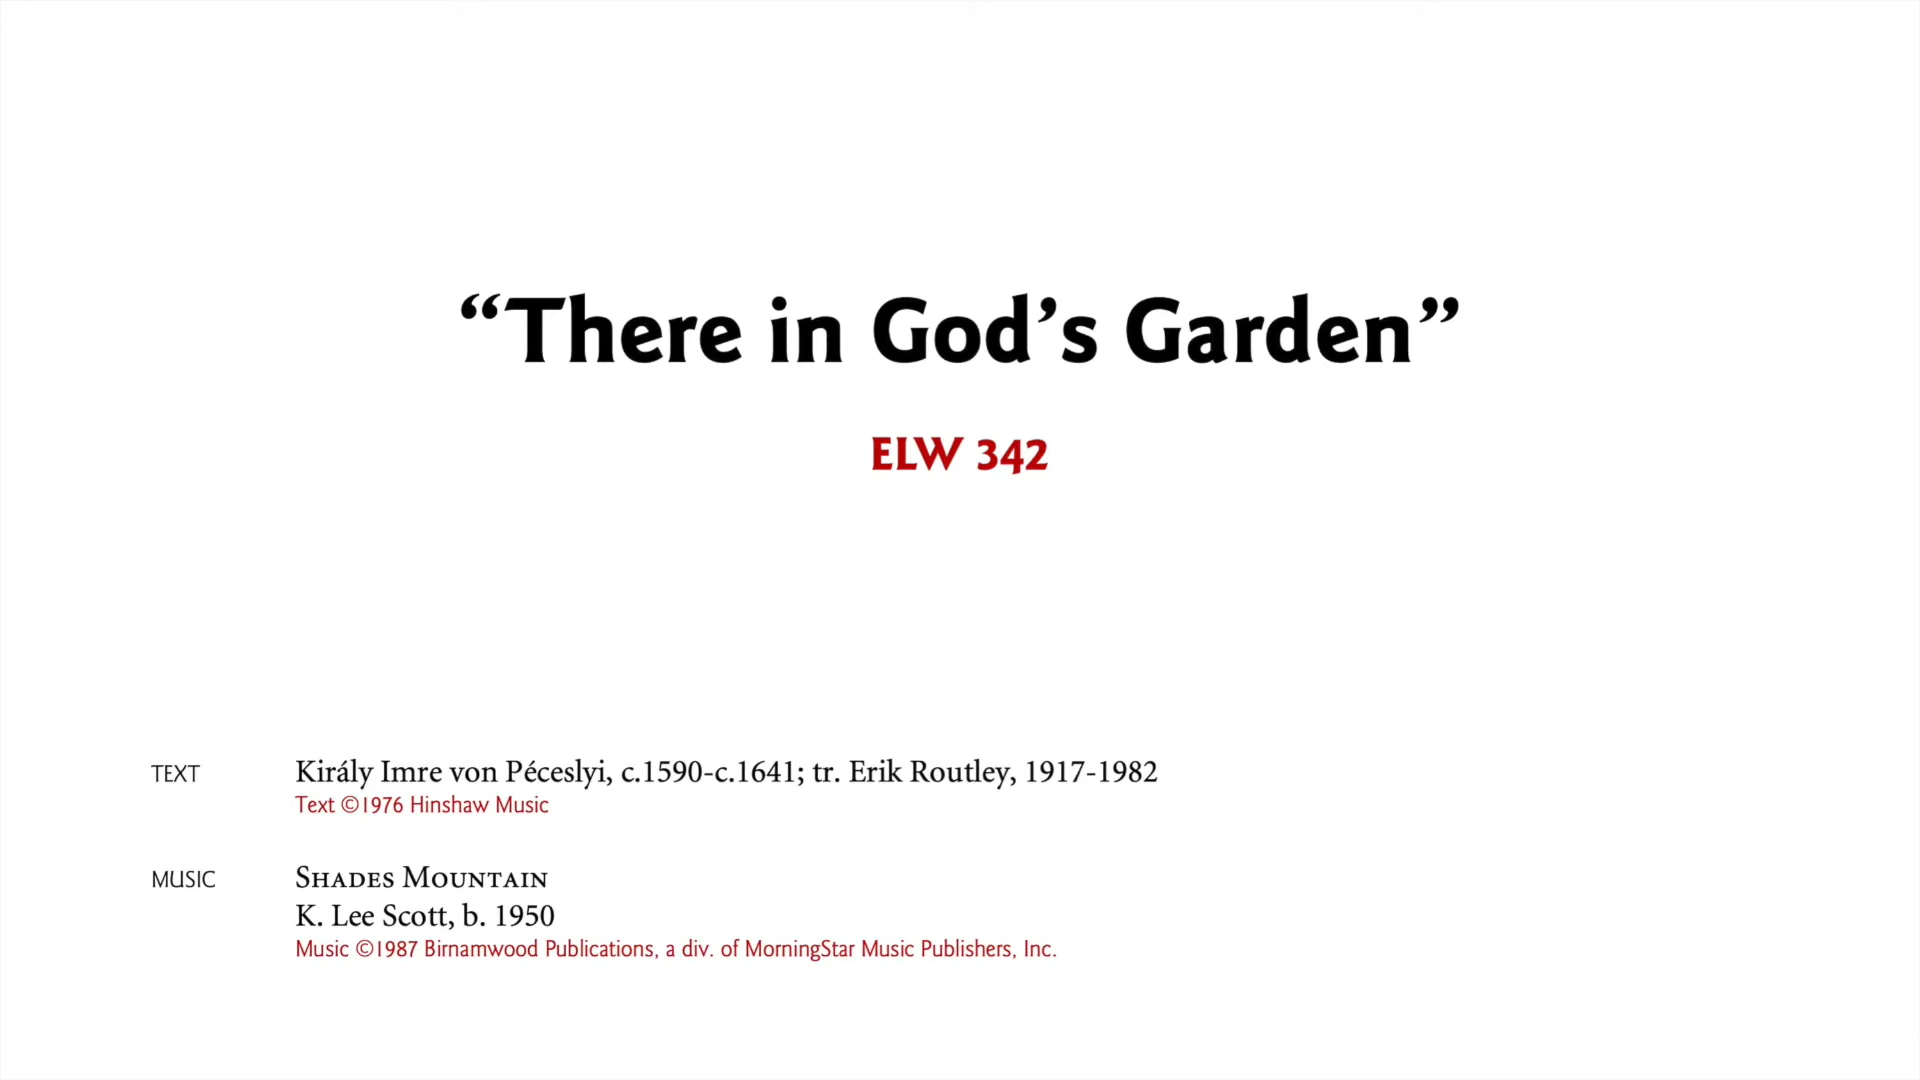 “There in God’s Garden”
ELW 342
TEXT Király Imre von Péceslyi, c.1590-c.1641; tr. Erik Routley, 1917-1982
Text ©1976 Hinshaw Music
MUSIC Shades Mountain
K. Lee Scott, b. 1950
Music ©1987 Birnamwood Publications, a div. of MorningStar Music Publishers, Inc.